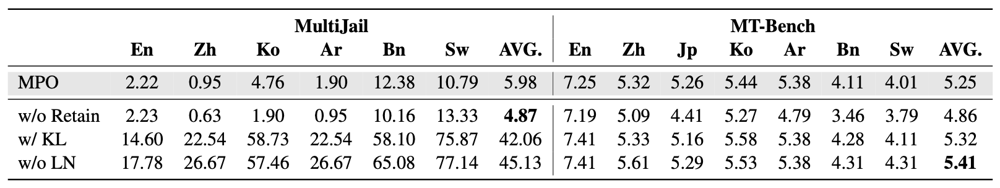 MultiJail MT-Bench
En Zh Ko Ar Bn Sw AVG. En Zh Jp Ko Ar Bn Sw AVG.
MPO 2.22 0.95 4.76 1.90 12.38 10.79 5.98 7.25 5.32 5.26 5.44 5.38 4.11 4.01 5.25
w/o Retain 2.23 0.63 1.90 0.95 10.16 13.33 4.87 7.19 5.09 4.41 5.27 4.79 3.46 3.79 4.86
w/ KL 14.60 22.54 58.73 22.54 58.10 75.87 42.06 7.41 5.33 5.16 5.58 5.38 4.28 4.11 5.32
w/o LN 17.78 26.67 57.46 26.67 65.08 77.14 45.13 7.41 5.61 5.29 5.53 5.38 4.31 4.31 5.41